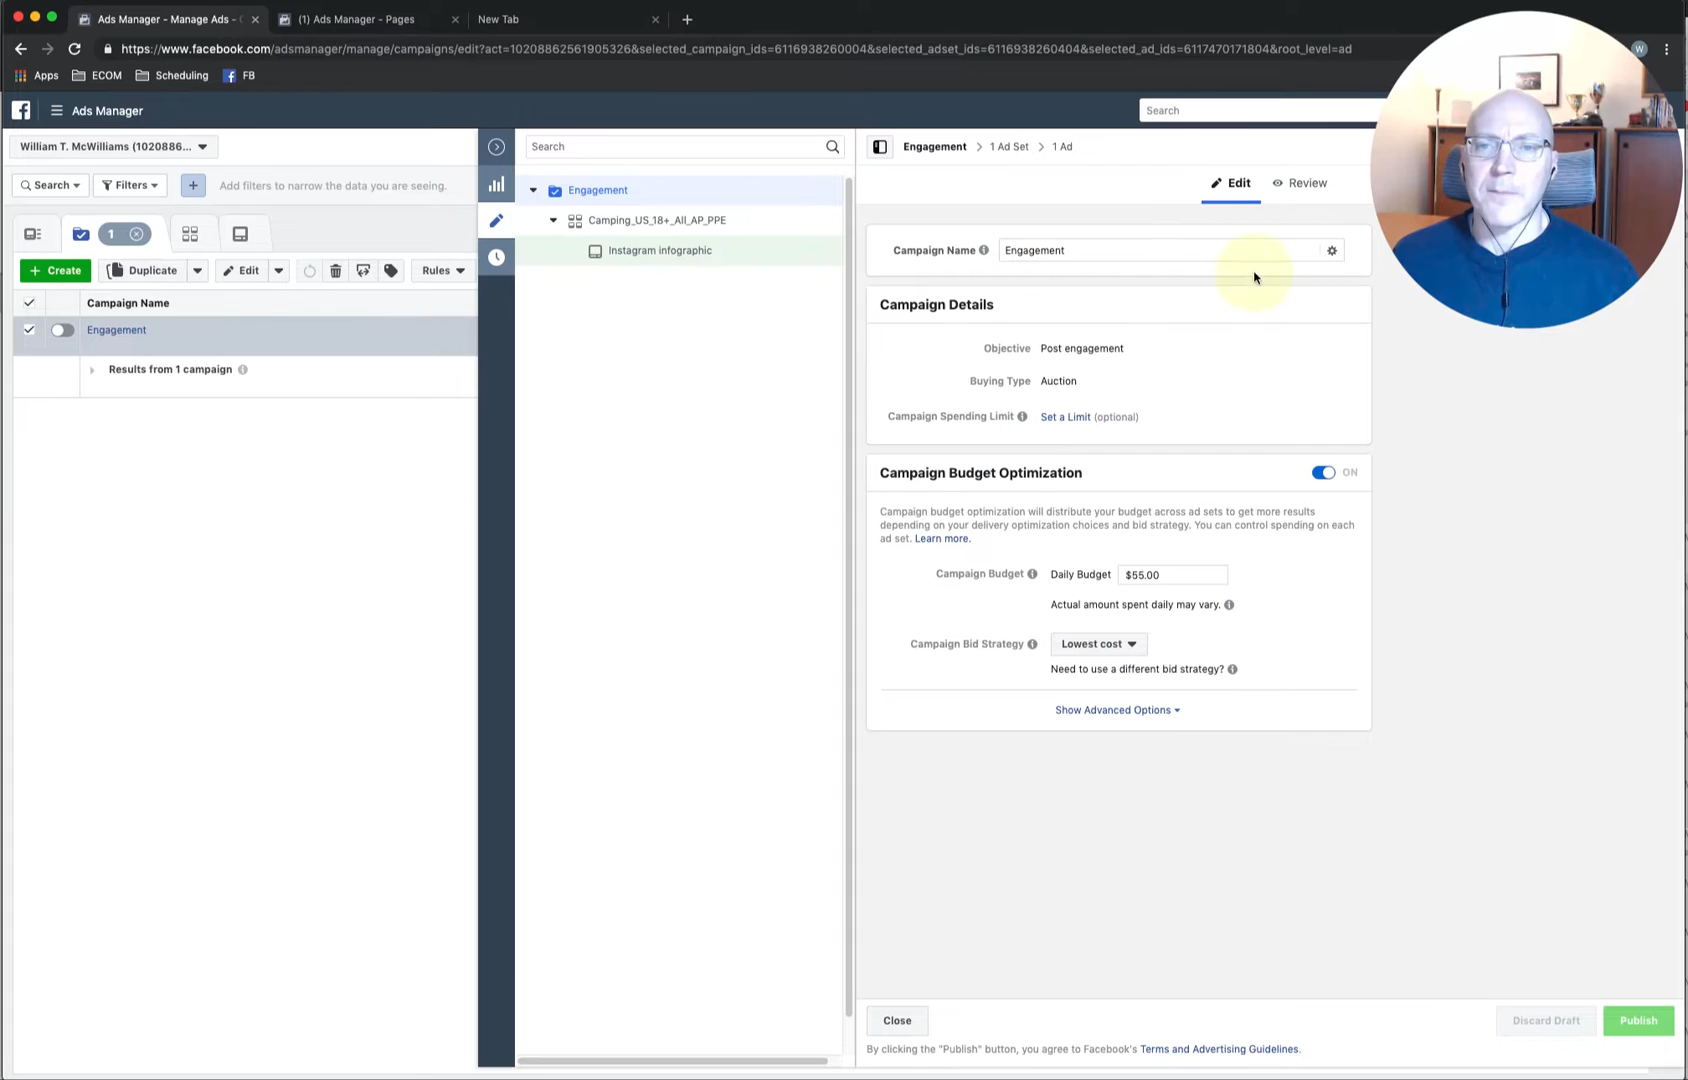 Ads Manager - Manage Ads -
(1) Ads Manager - Pages
New Tab
https://www.facebook.com/adsmanager/manage/campaigns/edit?act=10208862561905326&selected_campaign_ids=6116938260004&selected_adset_ids=6116938260404&selected_ad_ids=6117470171804&root_level=ad
W
Apps
ECOM
Scheduling
FB
Ads Manager
Search
William T. McWilliams (1020886...
Search
Filters
Add filters to narrow the data you are seeing.
1
Create
Duplicate
Edit
Rules
Campaign Name
Engagement
Results from 1 campaign
Search
Engagement
Camping_US_18+_All_AP_PPE
Instagram infographic
Engagement
1 Ad Set
1 Ad
Edit
Review
Campaign Name
Engagement
Campaign Details
Objective Post engagement
Buying Type Auction
Campaign Spending Limit Set a Limit (optional)
Campaign Budget Optimization
ON
Campaign budget optimization will distribute your budget across ad sets to get more results
depending on your delivery optimization choices and bid strategy. You can control spending on each
ad set. Learn more.
Campaign Budget Daily Budget $55.00
Actual amount spent daily may vary.
Campaign Bid Strategy Lowest cost
Need to use a different bid strategy?
Show Advanced Options
Close
Discard Draft
Publish
By clicking the "Publish" button, you agree to Facebook's Terms and Advertising Guidelines.